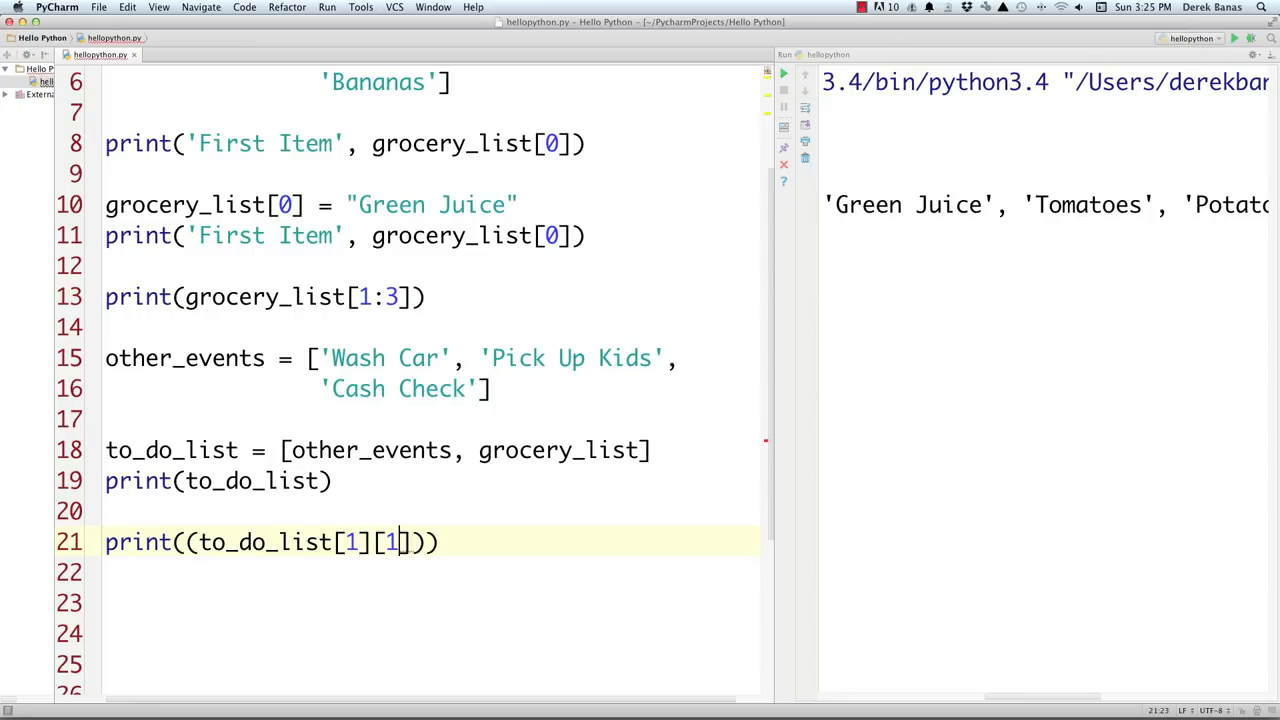 PyCharm File Edit View Navigate Code Refactor Run Tools VCS Window Help 10 Sun 3:25 PM Derek Banas
hellopython.py – Hello Python – [~/PycharmProjects/Hello Python]
Hello Python hellopython.py hellopython
hellopython.py Run hellopython
Hello P
hell
Extern
6 'Bananas']
3.4/bin/python3.4 "/Users/derekbar
7
8 print('First Item', grocery_list[0])
9
10 grocery_list[0] = "Green Juice"
'Green Juice', 'Tomatoes', 'Potato
11 print('First Item', grocery_list[0])
12
13 print(grocery_list[1:3])
14
15 other_events = ['Wash Car', 'Pick Up Kids',
16 'Cash Check']
17
18 to_do_list = [other_events, grocery_list]
19 print(to_do_list)
20
21 print((to_do_list[1][1]))
22
23
24
25
26
21:23 LF UTF-8